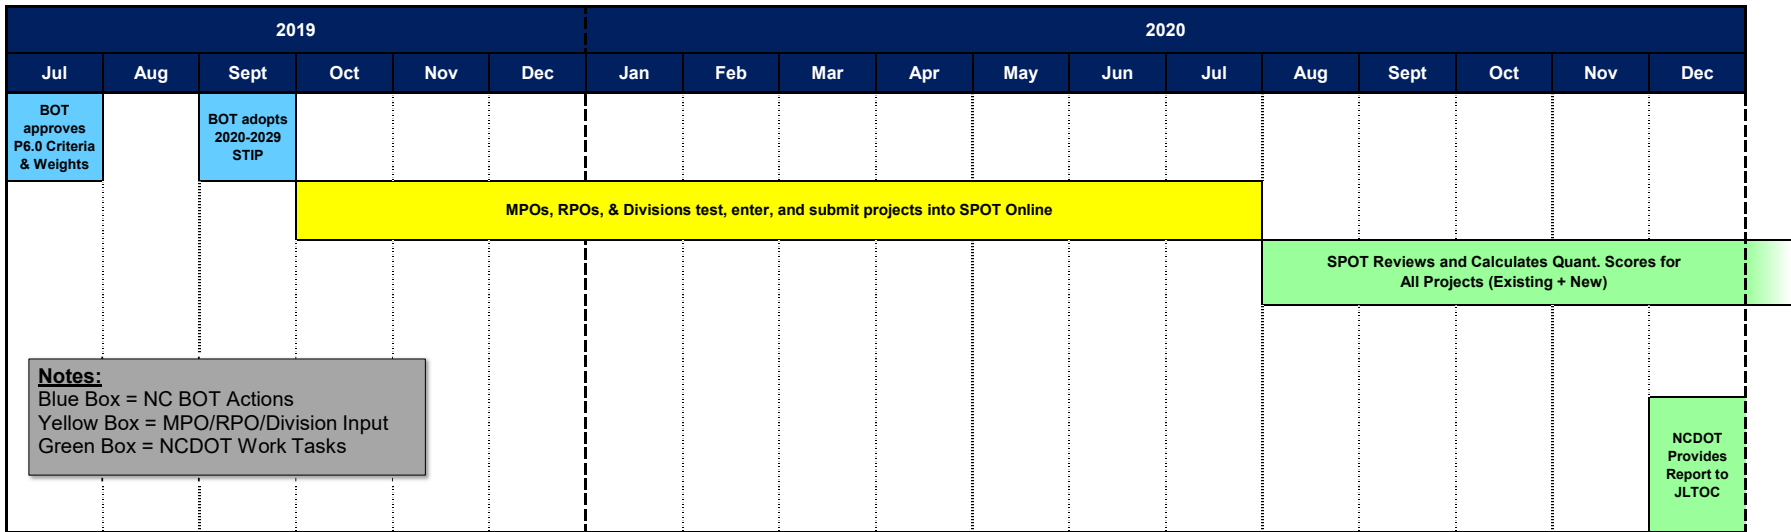 2019
2020
Jul Aug Sept Oct Nov Dec Jan Feb Mar Apr May Jun Jul Aug Sept Oct Nov Dec
BOT
approves
P6.0 Criteria
& Weights
BOT adopts
2020-2029
STIP
MPOs, RPOs, & Divisions test, enter, and submit projects into SPOT Online
SPOT Reviews and Calculates Quant. Scores for
All Projects (Existing + New)
Notes:
Blue Box = NC BOT Actions
Yellow Box = MPO/RPO/Division Input
Green Box = NCDOT Work Tasks
NCDOT
Provides
Report to
JLTOC